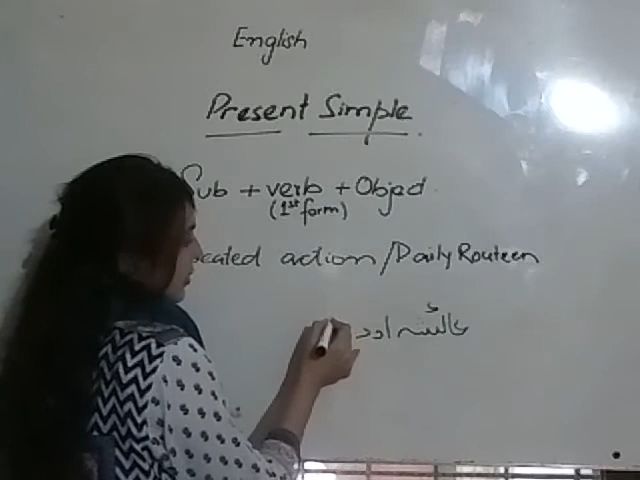 English
Present Simple
Sub + verb + Object
(1st form)
action / Daily Routeen
عائشہ اور